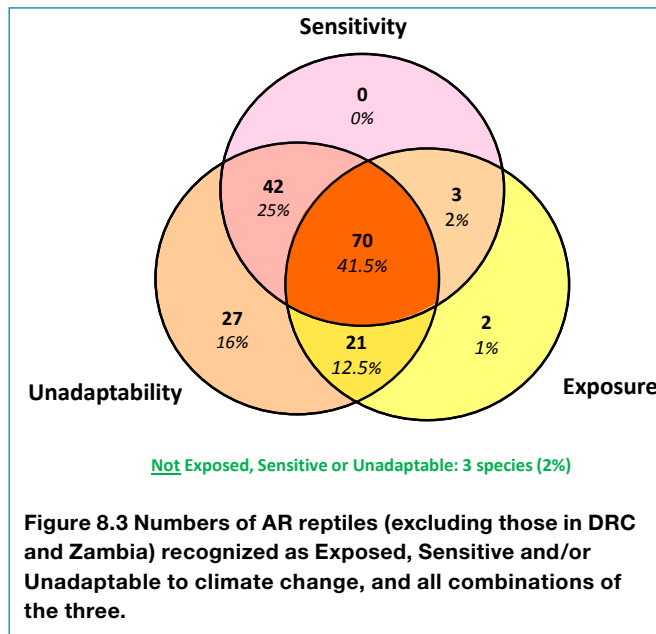 Sensitivity
0
0%
42
25%
3
2%
70
41.5%
27
16%
21
12.5%
2
1%
Unadaptability
Exposure
Not Exposed, Sensitive or Unadaptable: 3 species (2%)
Figure 8.3 Numbers of AR reptiles (excluding those in DRC
and Zambia) recognized as Exposed, Sensitive and/or
Unadaptable to climate change, and all combinations of
the three.